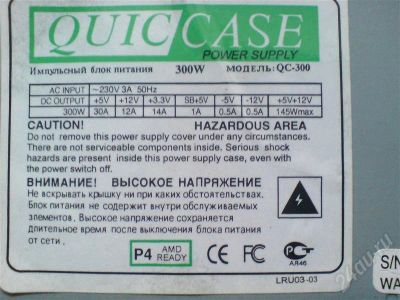 QUICCASE
POWER SUPPLY
Импульсный блок питания 300W МОДЕЛЬ: QC-300
AC INPUT ~230V 3A 50Hz
DC OUTPUT +5V +12V +3.3V SB+5V -5V -12V +5V+12V
300W 30A 12A 14A 1A 0.5A 0.5A 145Wmax
CAUTION! HAZARDOUS AREA
Do not remove this power supply cover under any circumstances.
There are not serviceable components inside. Serious shock
hazards are present inside this power supply case, even with
the power switch off.
ВНИМАНИЕ! ВЫСОКОЕ НАПРЯЖЕНИЕ
Не вскрывать крышку ни при каких обстоятельствах.
Блок питания не содержит внутри обслуживаемых
элементов. Высокое напряжение сохраняется
длительное время после выключения блока питания
от сети.
P4 AMD READY
CE FC PCT
АЯ46
LRU03-03
S/N
WA
24au.ru